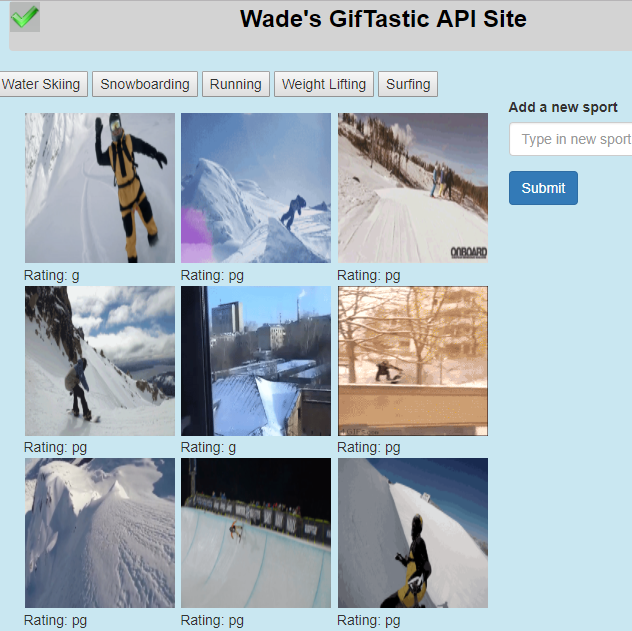 Wade's GifTastic API Site
Water Skiing Snowboarding Running Weight Lifting Surfing
Add a new sport
Type in new sport
Submit
ONBOARD
Rating: g Rating: pg Rating: pg
Rating: pg Rating: g Rating: pg
Rating: pg Rating: pg Rating: pg